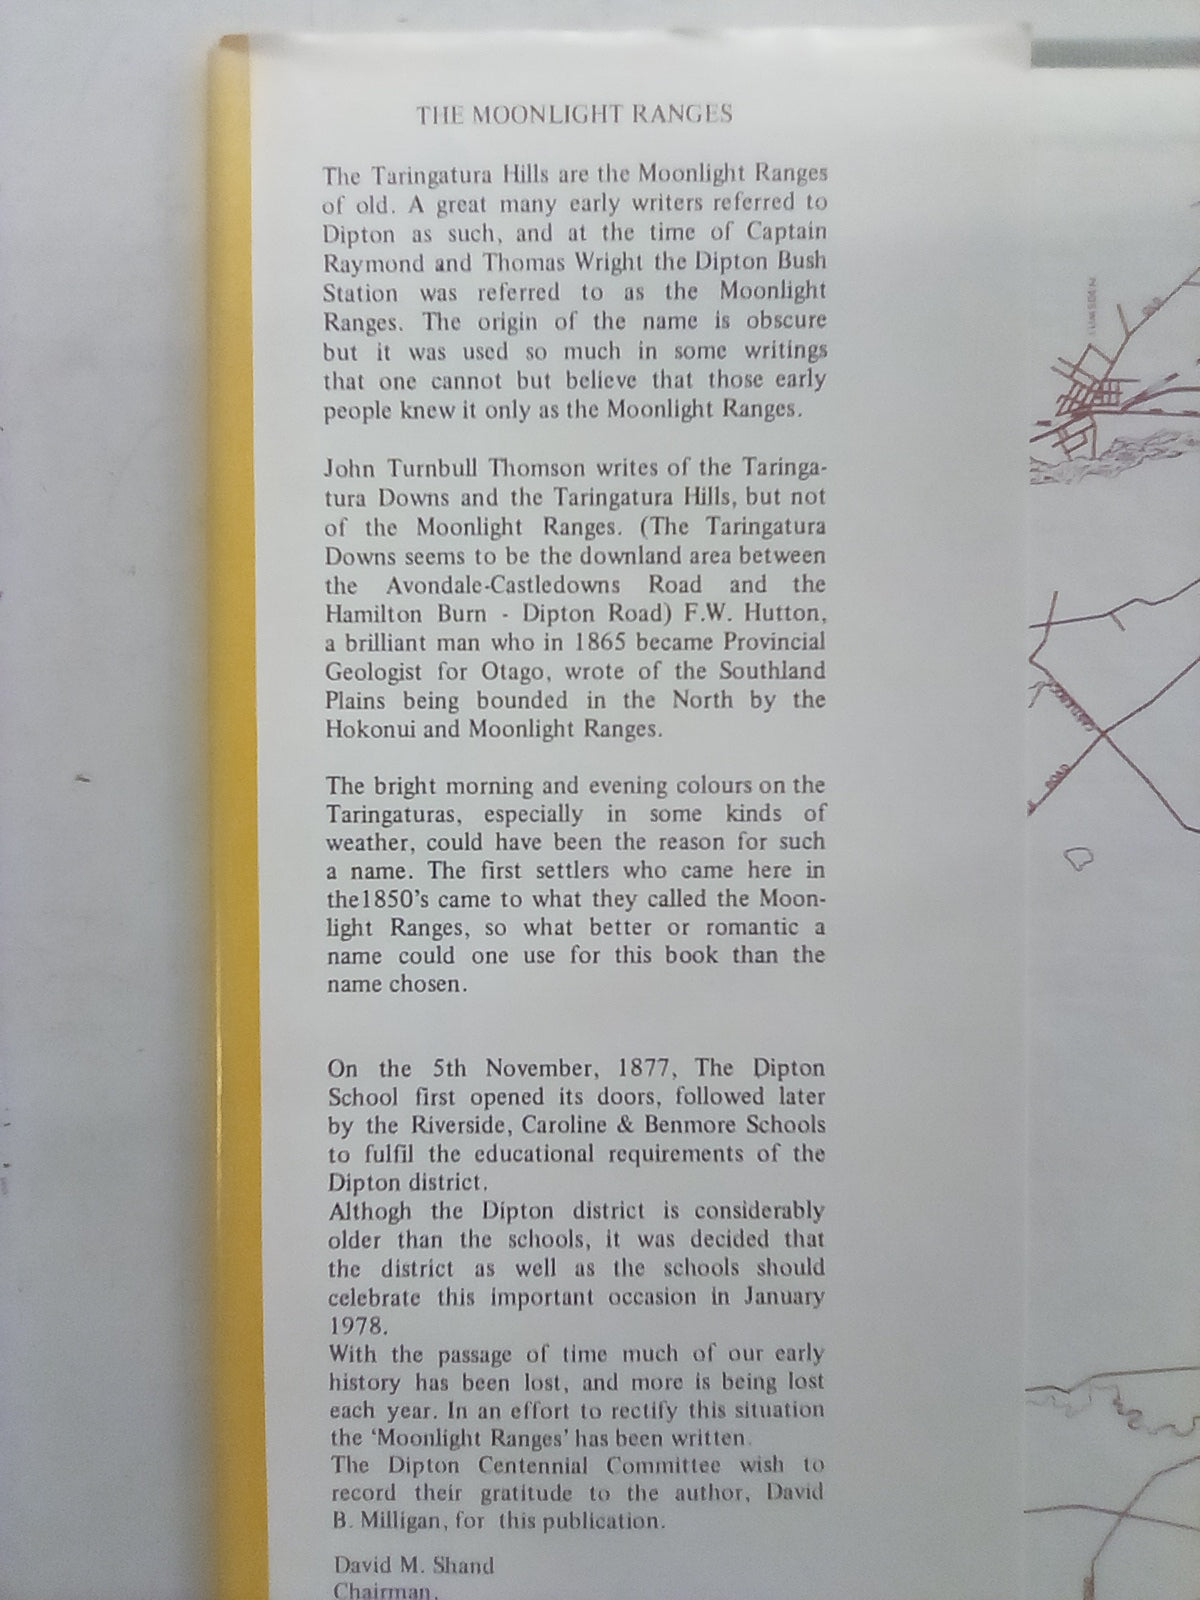 THE MOONLIGHT RANGES
The Taringatura Hills are the Moonlight Ranges
of old. A great many early writers referred to
Dipton as such, and at the time of Captain
Raymond and Thomas Wright the Dipton Bush
Station was referred to as the Moonlight
Ranges. The origin of the name is obscure
but it was used so much in some writings
that one cannot but believe that those early
people knew it only as the Moonlight Ranges.
John Turnbull Thomson writes of the Taringa-
tura Downs and the Taringatura Hills, but not
of the Moonlight Ranges. (The Taringatura
Downs seems to be the downland area between
the Avondale-Castledowns Road and the
Hamilton Burn - Dipton Road) F.W. Hutton,
a brilliant man who in 1865 became Provincial
Geologist for Otago, wrote of the Southland
Plains being bounded in the North by the
Hokonui and Moonlight Ranges.
The bright morning and evening colours on the
Taringaturas, especially in some kinds of
weather, could have been the reason for such
a name. The first settlers who came here in
the1850's came to what they called the Moon-
light Ranges, so what better or romantic a
name could one use for this book than the
name chosen.
On the 5th November, 1877, The Dipton
School first opened its doors, followed later
by the Riverside, Caroline & Benmore Schools
to fulfil the educational requirements of the
Dipton district.
Althogh the Dipton district is considerably
older than the schools, it was decided that
the district as well as the schools should
celebrate this important occasion in January
1978.
With the passage of time much of our early
history has been lost, and more is being lost
each year. In an effort to rectify this situation
the 'Moonlight Ranges' has been written.
The Dipton Centennial Committee wish to
record their gratitude to the author, David
B. Milligan, for this publication.
David M. Shand
Chairman.
LUMSDEN
OLD
ROAD